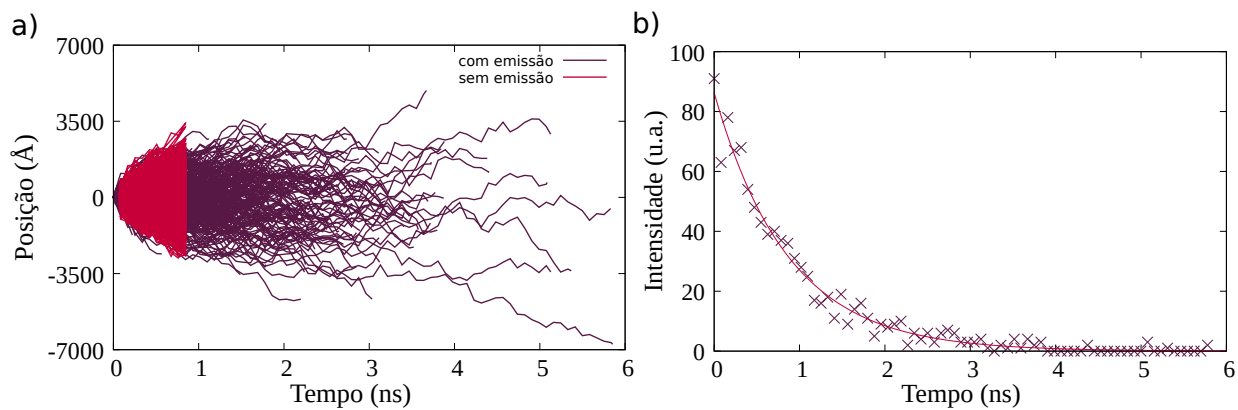 a)
7000
3500
0
-3500
-7000
Posição (Å)
com emissão
sem emissão
0 1 2 3 4 5 6
Tempo (ns)
b)
100
80
60
40
20
0
Intensidade (u.a.)
0 1 2 3 4 5 6
Tempo (ns)